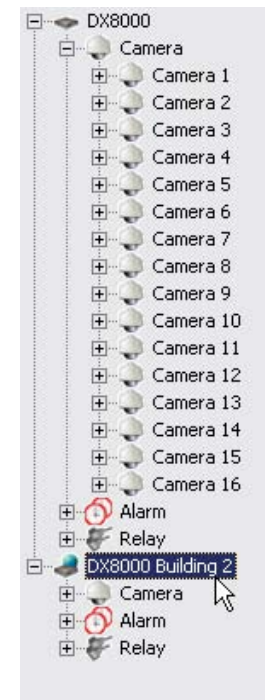 DX8000
Camera
Camera 1
Camera 2
Camera 3
Camera 4
Camera 5
Camera 6
Camera 7
Camera 8
Camera 9
Camera 10
Camera 11
Camera 12
Camera 13
Camera 14
Camera 15
Camera 16
Alarm
Relay
DX8000 Building 2
Camera
Alarm
Relay